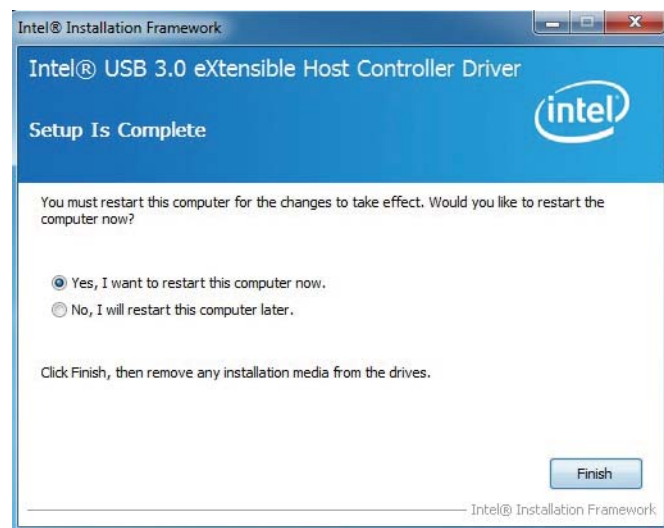 Intel® Installation Framework
Intel® USB 3.0 eXtensible Host Controller Driver
Setup Is Complete
intel
You must restart this computer for the changes to take effect. Would you like to restart the
computer now?
Yes, I want to restart this computer now.
No, I will restart this computer later.
Click Finish, then remove any installation media from the drives.
Finish
Intel® Installation Framework